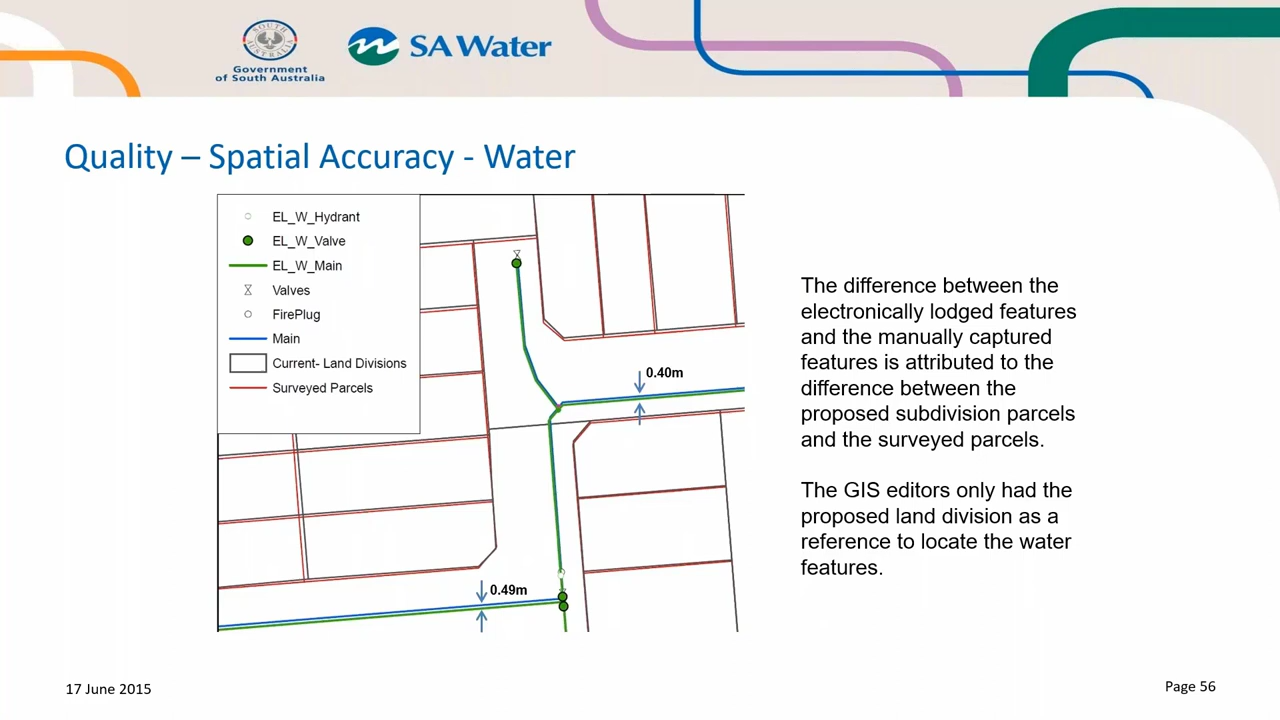 SOUTH
AUSTRALIA
Government
of South Australia
SA Water
Quality – Spatial Accuracy - Water
EL_W_Hydrant
EL_W_Valve
EL_W_Main
Valves
FirePlug
Main
Current- Land Divisions
Surveyed Parcels
0.40m
0.49m
The difference between the
electronically lodged features
and the manually captured
features is attributed to the
difference between the
proposed subdivision parcels
and the surveyed parcels.
The GIS editors only had the
proposed land division as a
reference to locate the water
features.
17 June 2015
Page 56